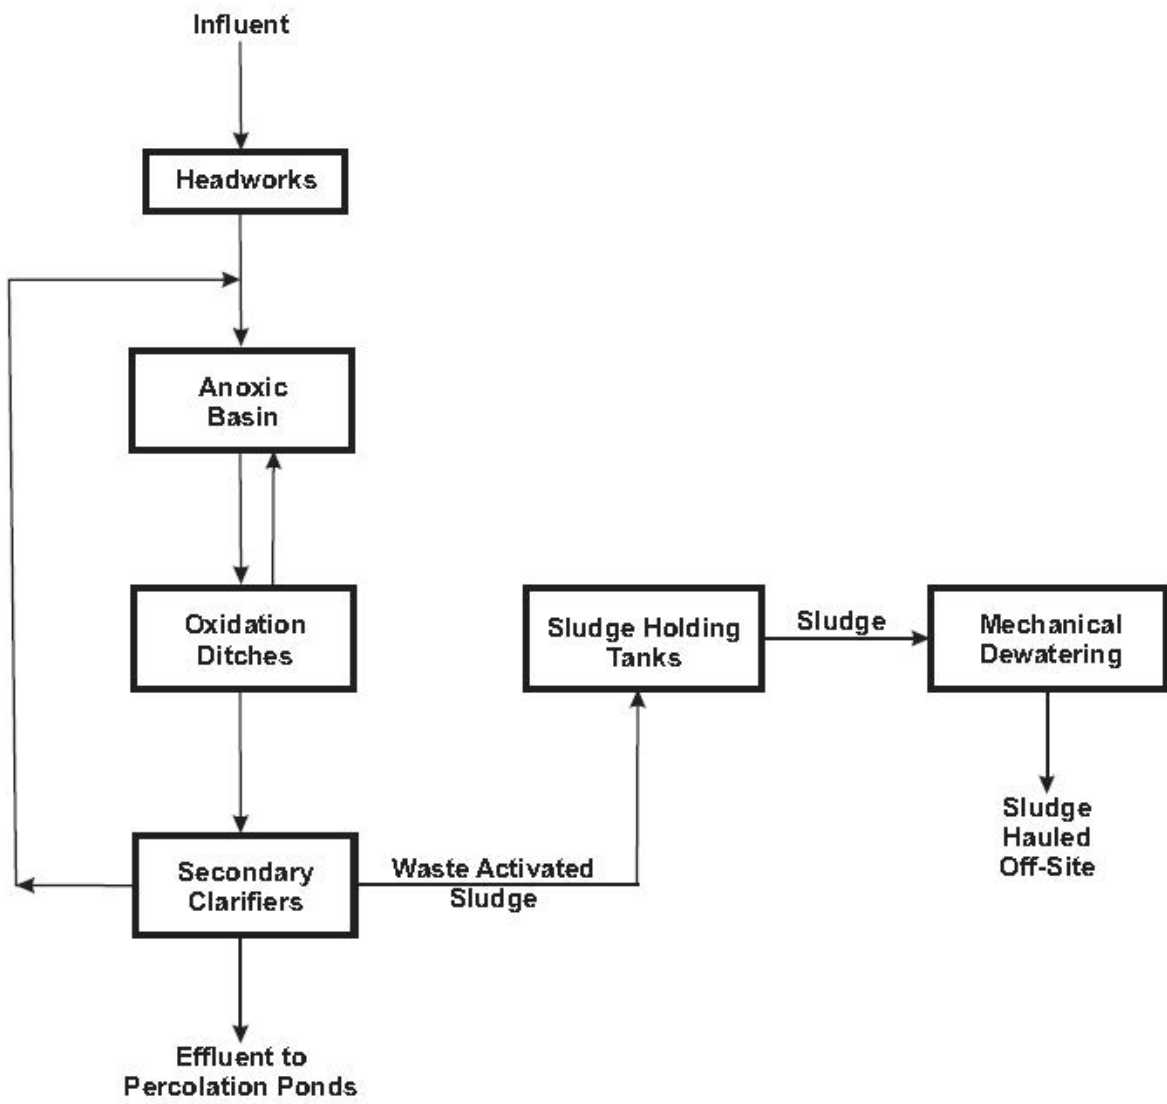 Influent
Headworks
Anoxic
Basin
Oxidation
Ditches
Sludge Holding
Tanks
Sludge
Mechanical
Dewatering
Secondary
Clarifiers
Waste Activated
Sludge
Sludge
Hauled
Off-Site
Effluent to
Percolation Ponds